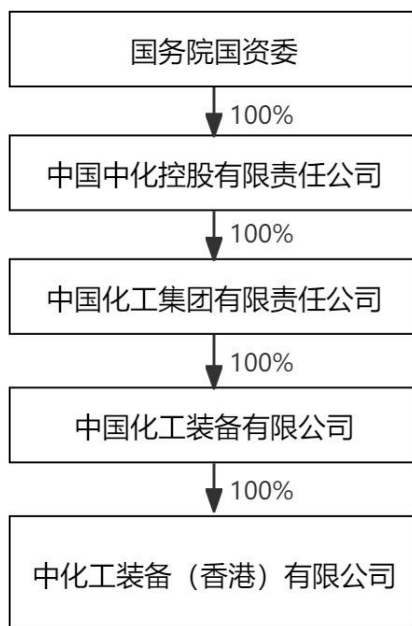 国务院国资委
100%
中国中化控股有限责任公司
100%
中国化工集团有限责任公司
100%
中国化工装备有限公司
100%
中化工装备（香港）有限公司